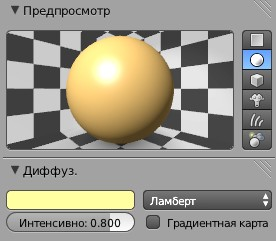 Предпросмотр
Диффуз.
Ламберт
Интенсивно: 0.800
Градиентная карта